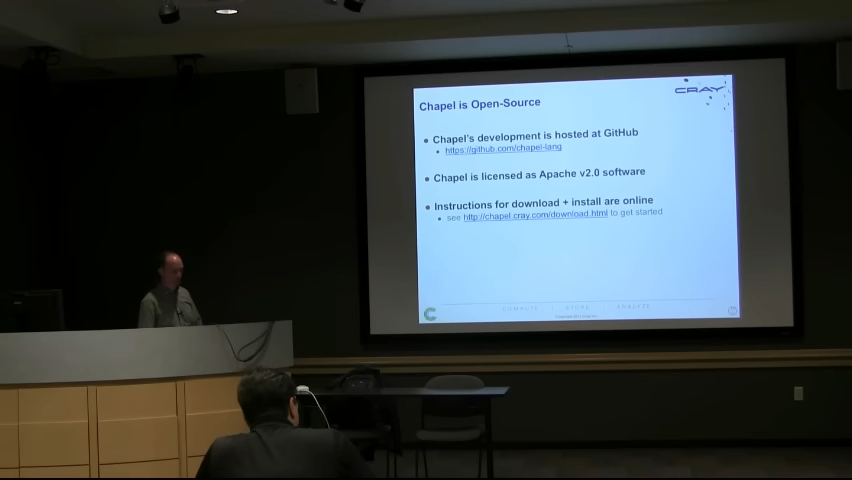 CRAY
Chapel is Open-Source
• Chapel's development is hosted at GitHub
• https://github.com/chapel-lang
• Chapel is licensed as Apache v2.0 software
• Instructions for download + install are online
• see http://chapel.cray.com/download.html to get started
COMPUTE | STORE | ANALYZE